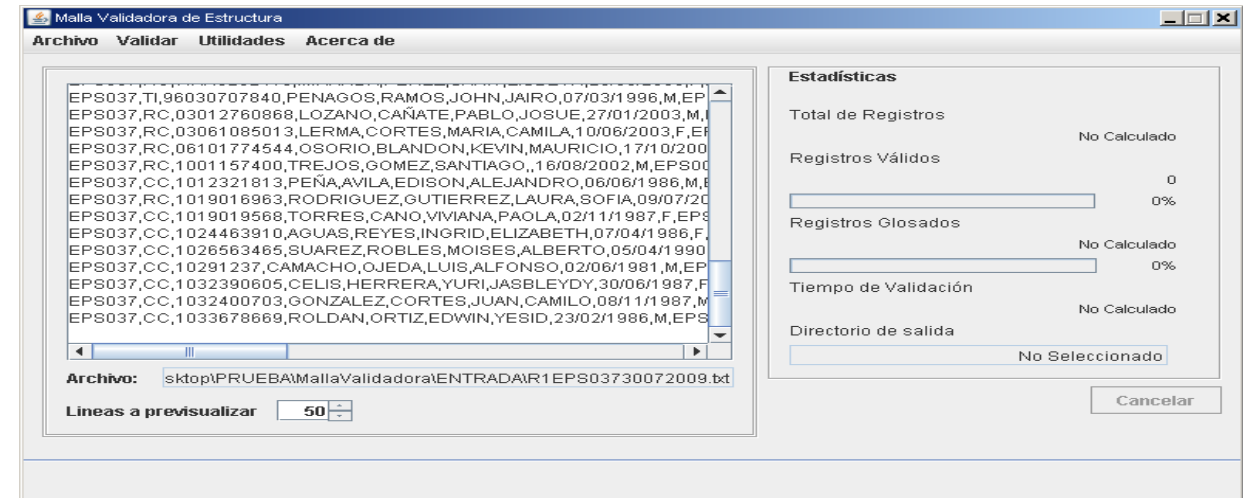 Malla Validadora de Estructura
Archivo Validar Utilidades Acerca de
EPS037,TI,96030707840,PENAGOS,RAMOS,JOHN,JAIRO,07/03/1996,M,EP
EPS037,RC,03012760868,LOZANO,CAÑATE,PABLO,JOSUE,27/01/2003,M,
EPS037,RC,03061085013,LERMA,CORTES,MARIA,CAMILA,10/06/2003,F,EF
EPS037,RC,06101774544,OSORIO,BLANDON,KEVIN,MAURICIO,17/10/200
EPS037,RC,1001157400,TREJOS,GOMEZ,SANTIAGO,,16/08/2002,M,EPS00
EPS037,CC,1012321813,PEÑA,AVILA,EDISON,ALEJANDRO,06/06/1986,M,E
EPS037,RC,1019016963,RODRIGUEZ,GUTIERREZ,LAURA,SOFIA,09/07/20
EPS037,CC,1019019568,TORRES,CANO,VIVIANA,PAOLA,02/11/1987,F,EPS
EPS037,CC,1024463910,AGUAS,REYES,INGRID,ELIZABETH,07/04/1986,F,
EPS037,CC,1026563465,SUAREZ,ROBLES,MOISES,ALBERTO,05/04/1990
EPS037,CC,10291237,CAMACHO,OJEDA,LUIS,ALFONSO,02/06/1981,M,EP
EPS037,CC,1032390605,CELIS,HERRERA,YURI,JASBLEYDY,30/06/1987,F
EPS037,CC,1032400703,GONZALEZ,CORTES,JUAN,CAMILO,08/11/1987,M
EPS037,CC,1033678669,ROLDAN,ORTIZ,EDWIN,YESID,23/02/1986,M,EPS
Archivo: sktop\PRUEBA\MallaValidadora\ENTRADA\R1EPS03730072009.txt
Lineas a previsualizar 50
Estadísticas
Total de Registros
No Calculado
Registros Válidos
0
0%
Registros Glosados
No Calculado
0%
Tiempo de Validación
No Calculado
Directorio de salida
No Seleccionado
Cancelar